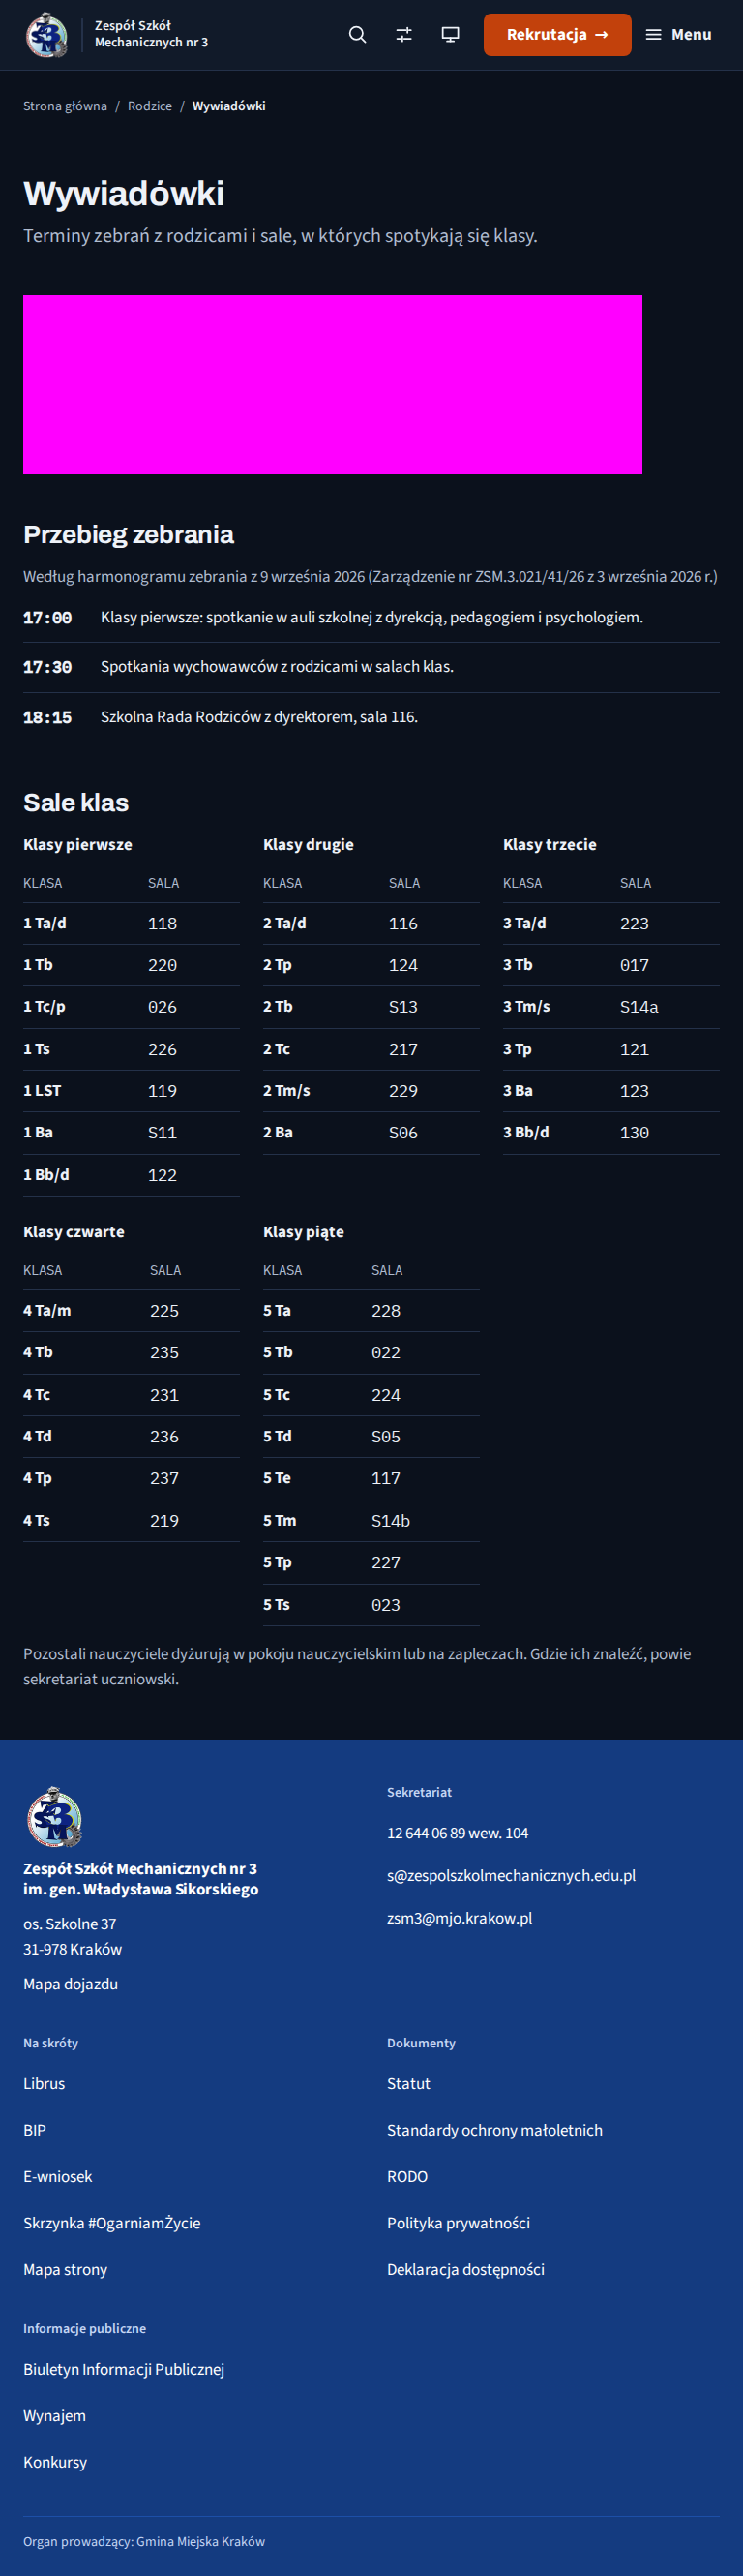 Zespół Szkół
Mechanicznych nr 3
Rekrutacja →
Menu
Strona główna / Rodzice / Wywiadówki
Wywiadówki
Terminy zebrań z rodzicami i sale, w których spotykają się klasy.
Przebieg zebrania
Według harmonogramu zebrania z 9 września 2026 (Zarządzenie nr ZSM.3.021/41/26 z 3 września 2026 r.)
17:00 Klasy pierwsze: spotkanie w auli szkolnej z dyrekcją, pedagogiem i psychologiem.
17:30 Spotkania wychowawców z rodzicami w salach klas.
18:15 Szkolna Rada Rodziców z dyrektorem, sala 116.
Sale klas
Klasy pierwsze
KLASA SALA
1 Ta/d 118
1 Tb 220
1 Tc/p 026
1 Ts 226
1 LST 119
1 Ba S11
1 Bb/d 122
Klasy drugie
KLASA SALA
2 Ta/d 116
2 Tp 124
2 Tb S13
2 Tc 217
2 Tm/s 229
2 Ba S06
Klasy trzecie
KLASA SALA
3 Ta/d 223
3 Tb 017
3 Tm/s S14a
3 Tp 121
3 Ba 123
3 Bb/d 130
Klasy czwarte
KLASA SALA
4 Ta/m 225
4 Tb 235
4 Tc 231
4 Td 236
4 Tp 237
4 Ts 219
Klasy piąte
KLASA SALA
5 Ta 228
5 Tb 022
5 Tc 224
5 Td S05
5 Te 117
5 Tm S14b
5 Tp 227
5 Ts 023
Pozostali nauczyciele dyżurują w pokoju nauczycielskim lub na zapleczach. Gdzie ich znaleźć, powie
sekretariat uczniowski.
Zespół Szkół Mechanicznych nr 3
im. gen. Władysława Sikorskiego
os. Szkolne 37
31-978 Kraków
Mapa dojazdu
Sekretariat
12 644 06 89 wew. 104
s@zespolszkolmechanicznych.edu.pl
zsm3@mjo.krakow.pl
Na skróty
Librus
BIP
E-wniosek
Skrzynka #OgarniamŻycie
Mapa strony
Dokumenty
Statut
Standardy ochrony małoletnich
RODO
Polityka prywatności
Deklaracja dostępności
Informacje publiczne
Biuletyn Informacji Publicznej
Wynajem
Konkursy
Organ prowadzący: Gmina Miejska Kraków